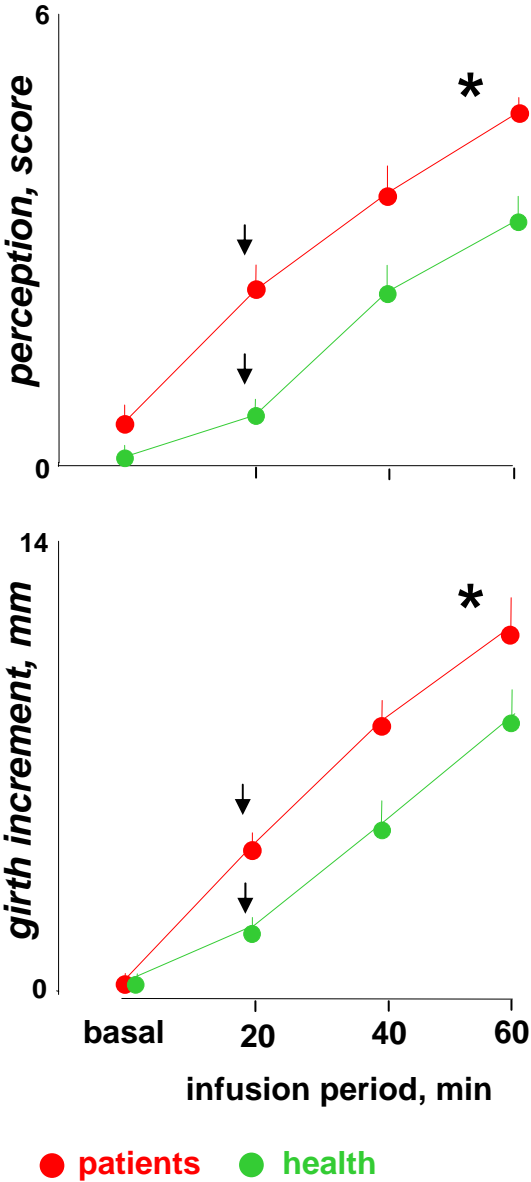 6
perception, score
*
0
14
girth increment, mm
*
0
basal 20 40 60
infusion period, min
patients health